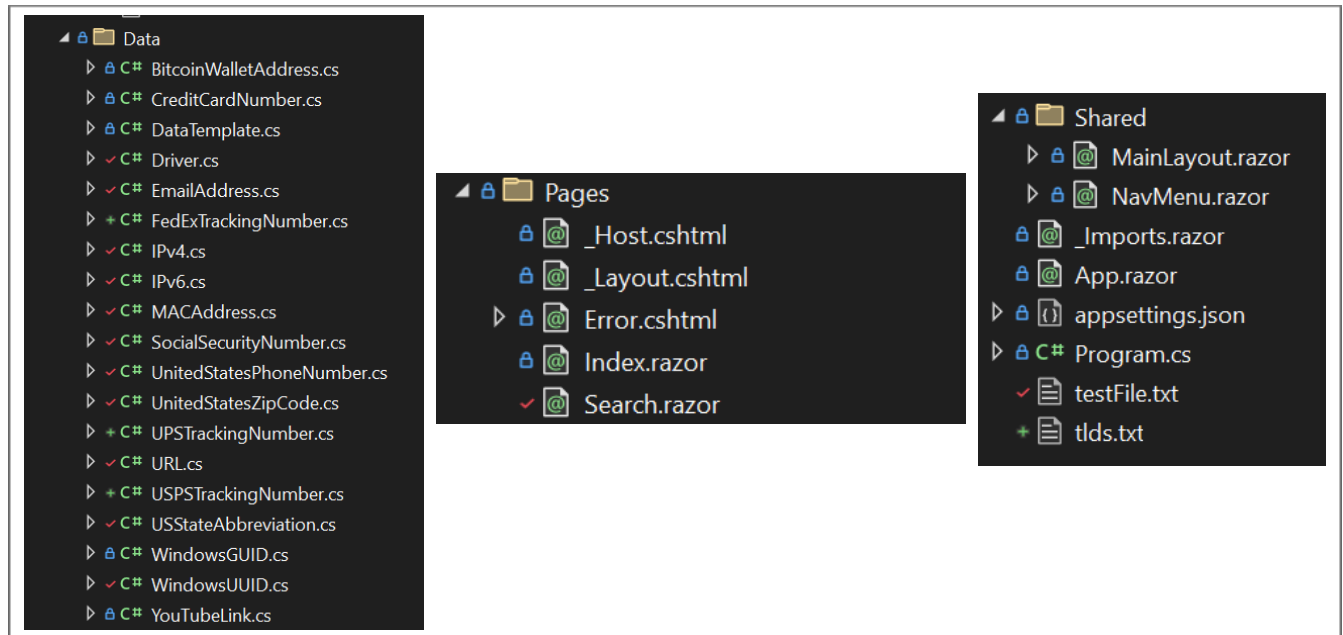 Data
C# BitcoinWalletAddress.cs
C# CreditCardNumber.cs
C# DataTemplate.cs
C# Driver.cs
C# EmailAddress.cs
C# FedExTrackingNumber.cs
C# IPv4.cs
C# IPv6.cs
C# MACAddress.cs
C# SocialSecurityNumber.cs
C# UnitedStatesPhoneNumber.cs
C# UnitedStatesZipCode.cs
C# UPSTrackingNumber.cs
C# URL.cs
C# USPSTrackingNumber.cs
C# USStateAbbreviation.cs
C# WindowsGUID.cs
C# WindowsUUID.cs
C# YouTubeLink.cs
Pages
@ _Host.cshtml
@ _Layout.cshtml
@ Error.cshtml
@ Index.razor
@ Search.razor
Shared
@ MainLayout.razor
@ NavMenu.razor
@ _Imports.razor
@ App.razor
{} appsettings.json
C# Program.cs
testFile.txt
tlds.txt